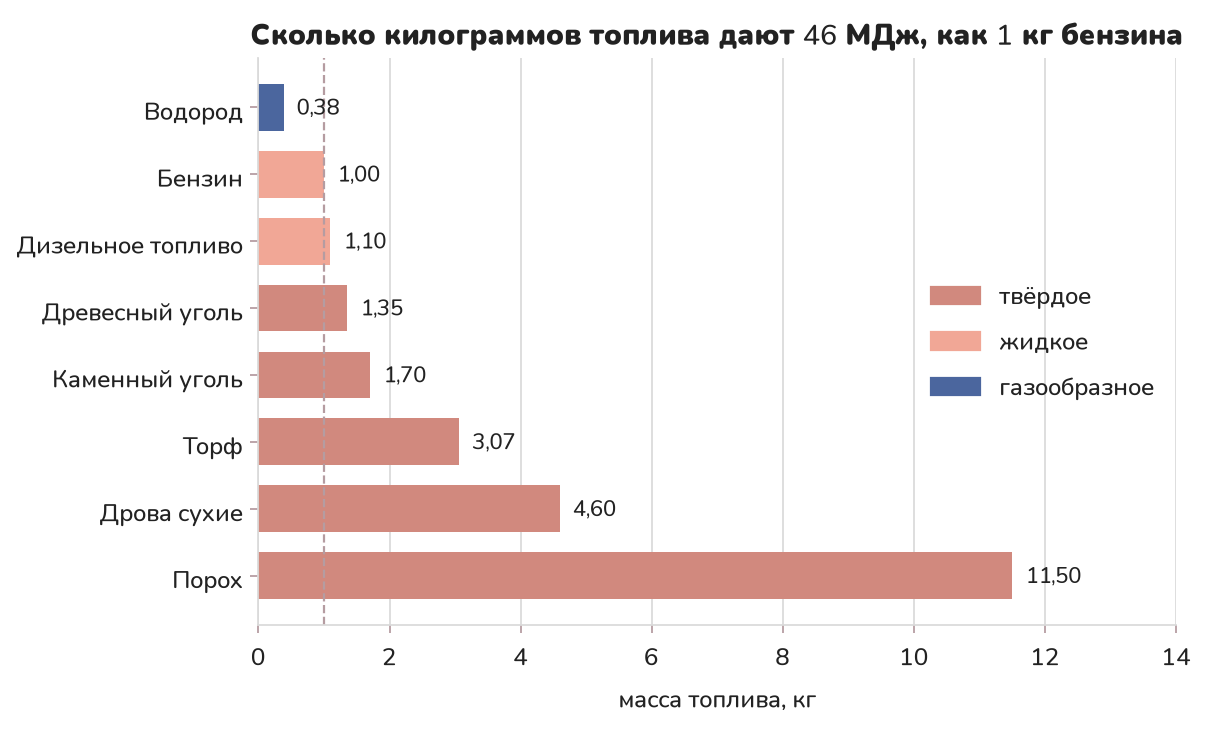 Сколько килограммов топлива дают 46 МДж, как 1 кг бензина
Водород 0,38
Бензин 1,00
Дизельное топливо 1,10
Древесный уголь 1,35
Каменный уголь 1,70
Торф 3,07
Дрова сухие 4,60
Порох 11,50
твёрдое
жидкое
газообразное
0 2 4 6 8 10 12 14
масса топлива, кг